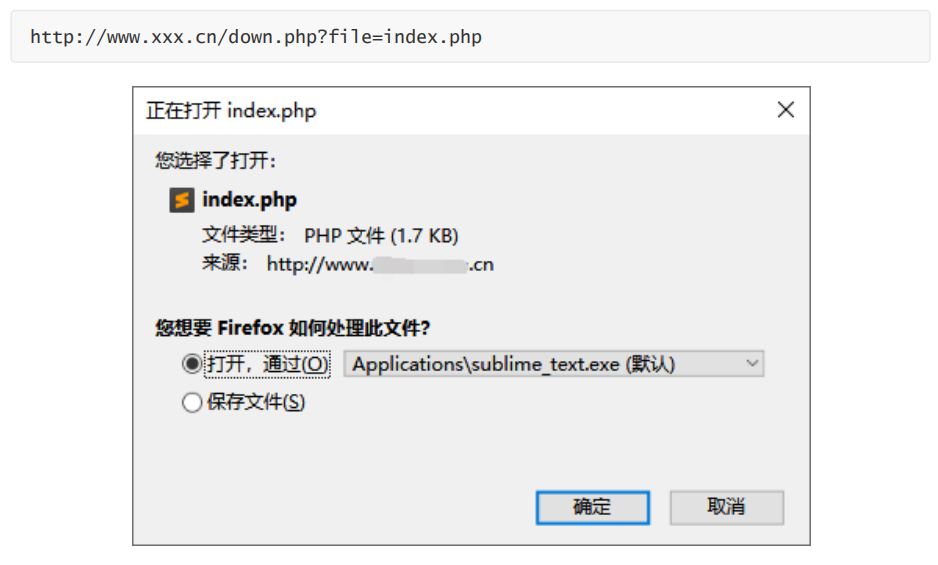 http://www.xxx.cn/down.php?file=index.php
正在打开 index.php
您选择了打开:
index.php
文件类型: PHP 文件 (1.7 KB)
来源: http://www. .cn
您想要 Firefox 如何处理此文件?
打开，通过(O) Applications\sublime_text.exe (默认)
保存文件(S)
确定 取消